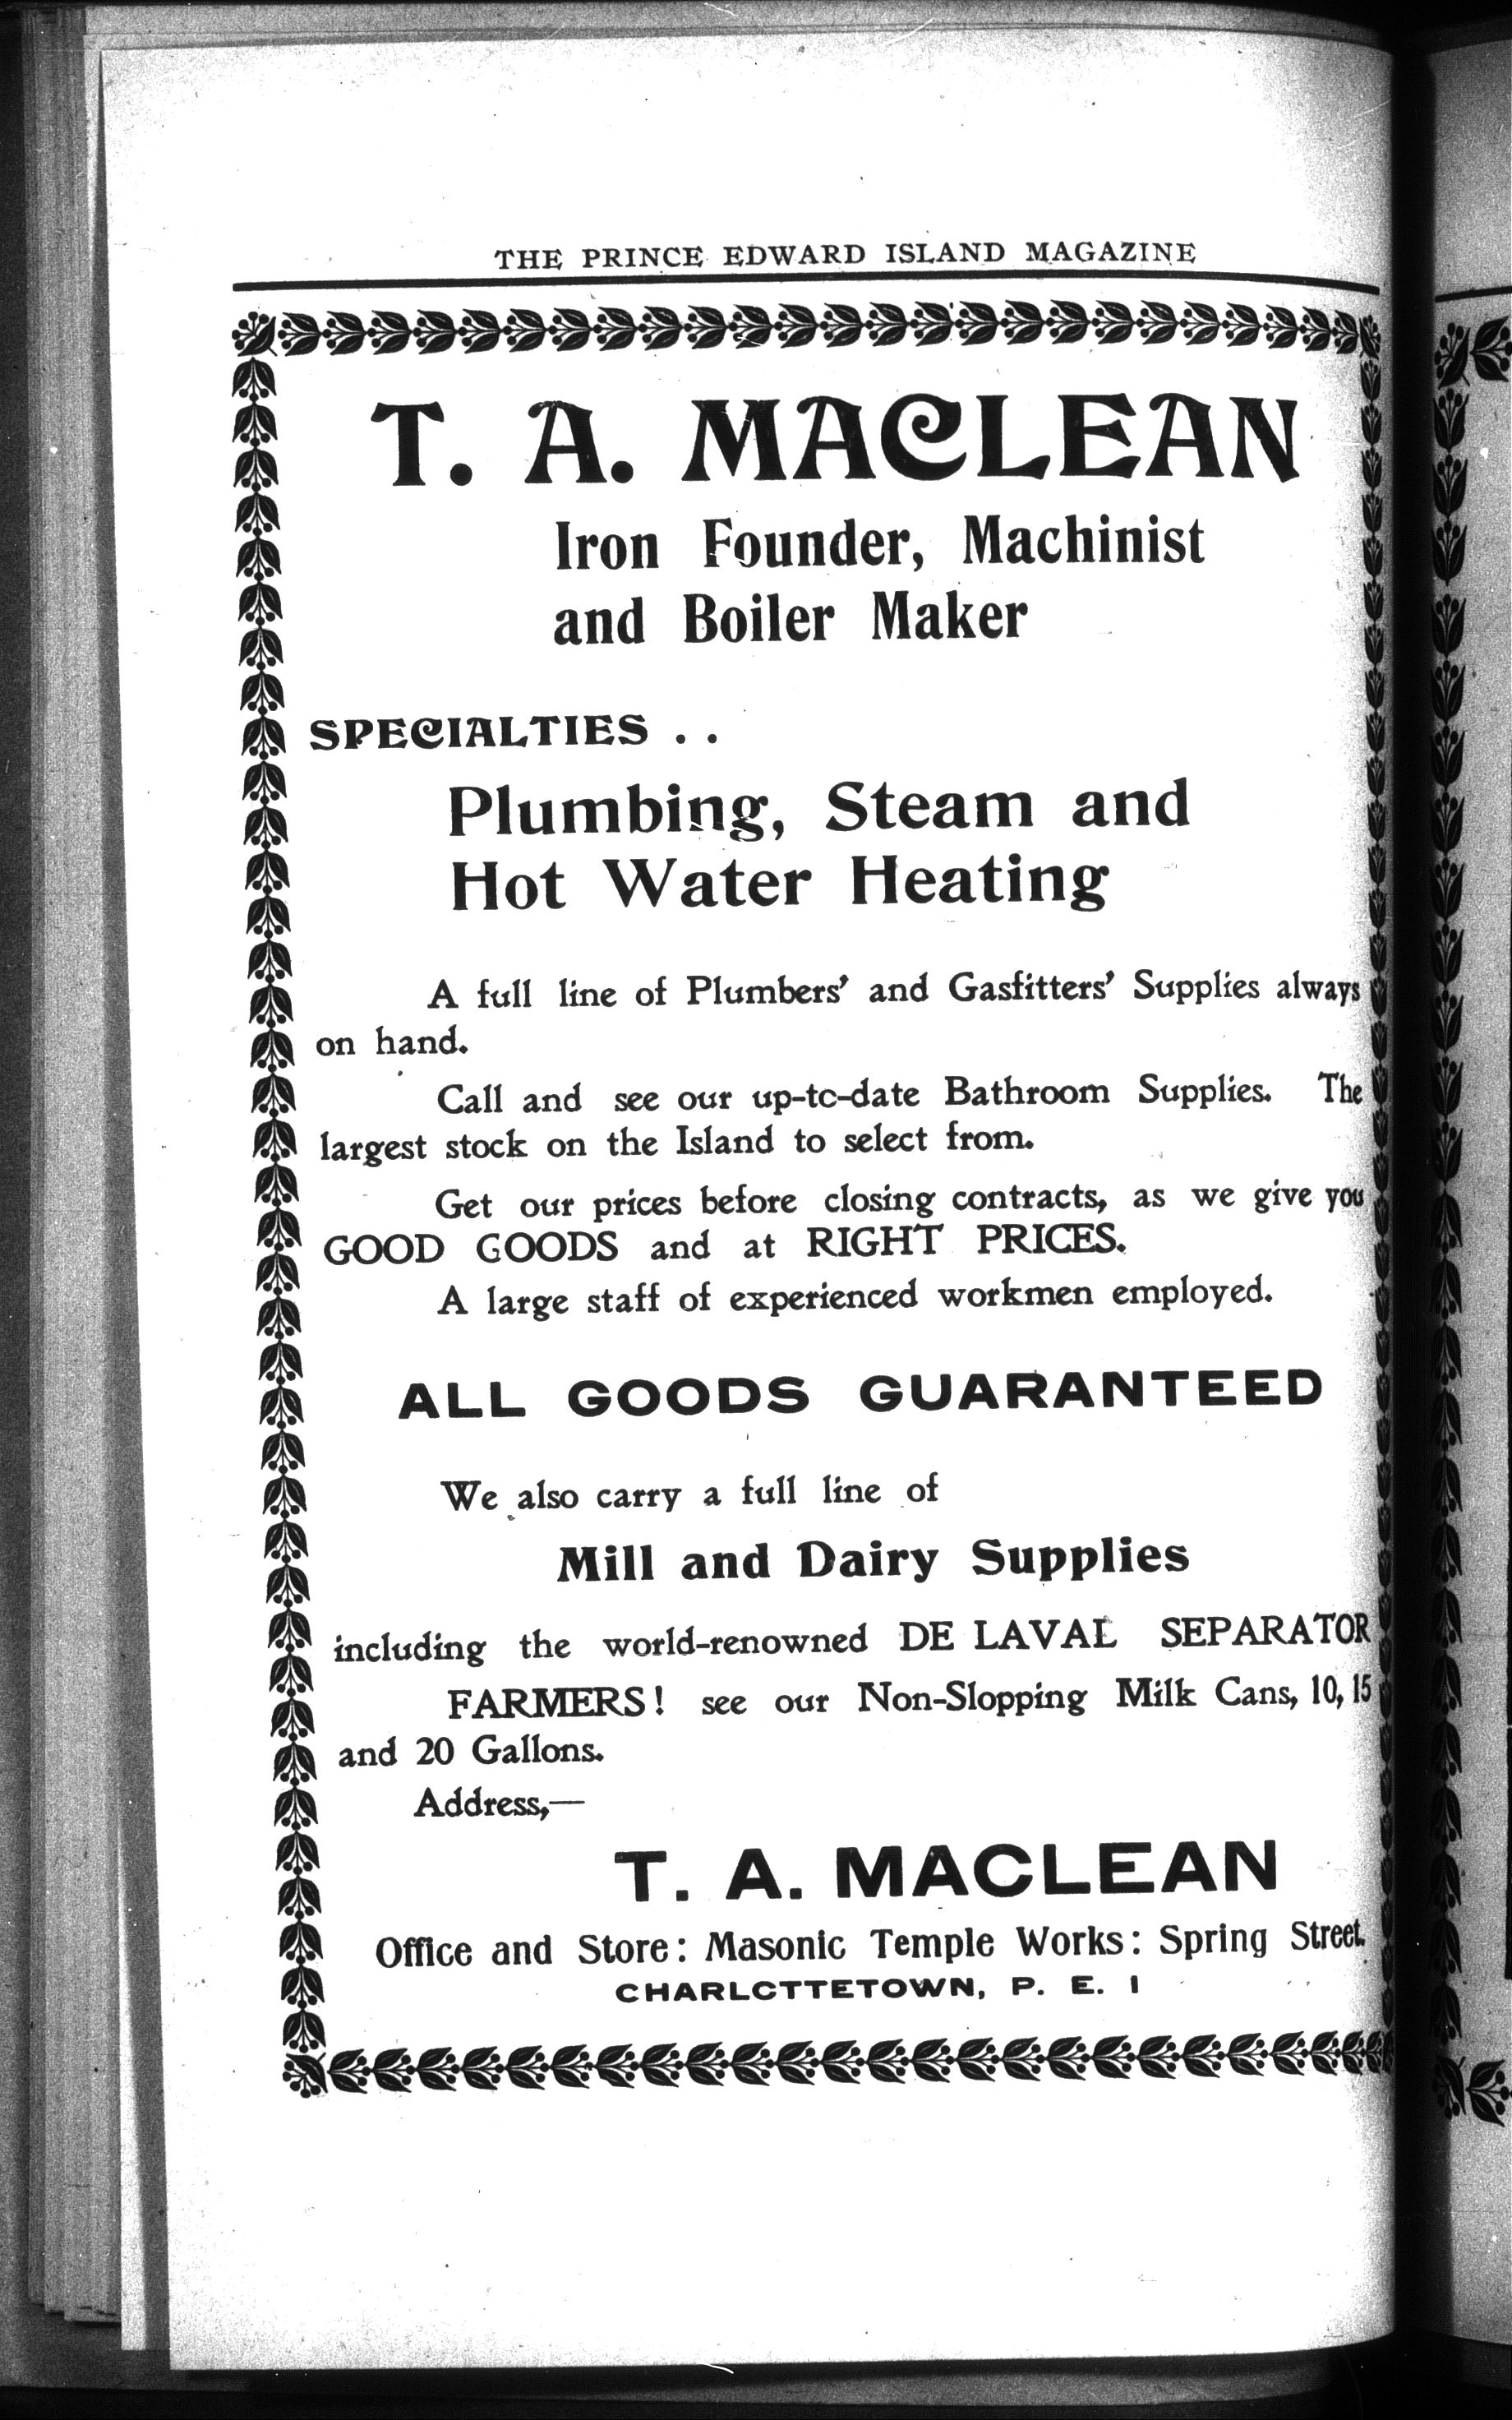 THE PRINCE EDWARD ISLAND MAGAZINE
T. A. MACLEAN
Iron Founder, Machinist
and Boiler Maker
SPECIALTIES . .
Plumbing, Steam and
Hot Water Heating
A full line of Plumbers' and Gasfitters' Supplies always
on hand.
Call and see our up-tc-date Bathroom Supplies. The
largest stock on the Island to select from.
Get our prices before closing contracts, as we give you
GOOD GOODS and at RIGHT PRICES.
A large staff of experienced workmen employed.
ALL GOODS GUARANTEED
We also carry a full line of
Mill and Dairy Supplies
including the world-renowned DE LAVAL SEPARATOR
FARMERS! see our Non-Slopping Milk Cans, 10, 15
and 20 Gallons.
Address,—
T. A. MACLEAN
Office and Store: Masonic Temple Works: Spring Street.
CHARLCTTETOWN, P. E. I